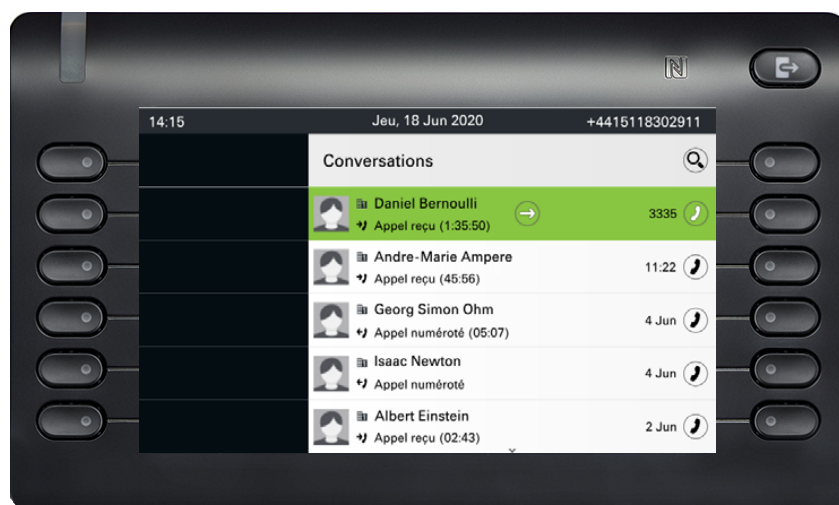 14:15 Jeu, 18 Jun 2020 +4415118302911
Conversations
Daniel Bernoulli
Appel reçu (1:35:50) 3335
Andre-Marie Ampere
Appel reçu (45:56) 11:22
Georg Simon Ohm
Appel numéroté (05:07) 4 Jun
Isaac Newton
Appel numéroté 4 Jun
Albert Einstein
Appel reçu (02:43) 2 Jun